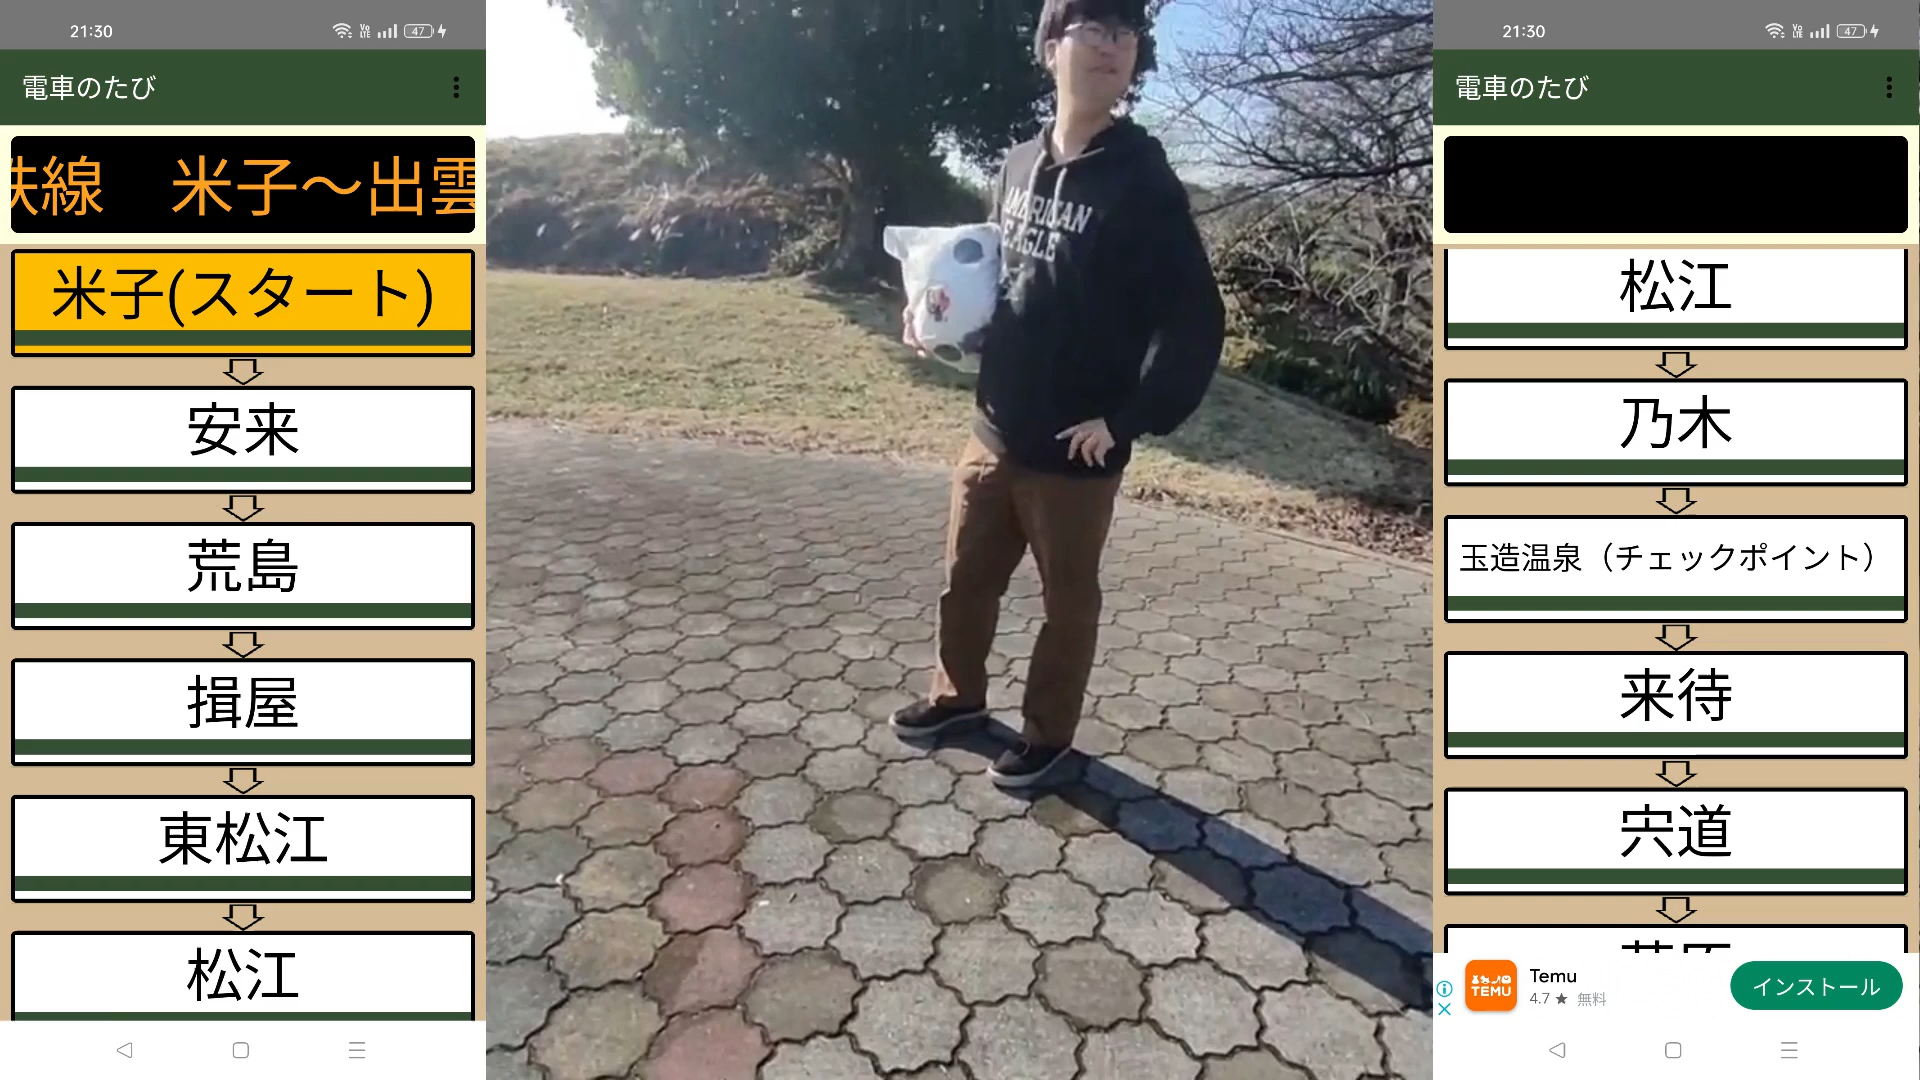 21:30
47
電車のたび
鉄線　米子～出雲
米子(スタート)
安来
荒島
揖屋
東松江
松江
AMERICAN
EAGLE
21:30
47
電車のたび
松江
乃木
玉造温泉（チェックポイント）
来待
宍道
TEMU
Temu
4.7 ★ 無料
インストール